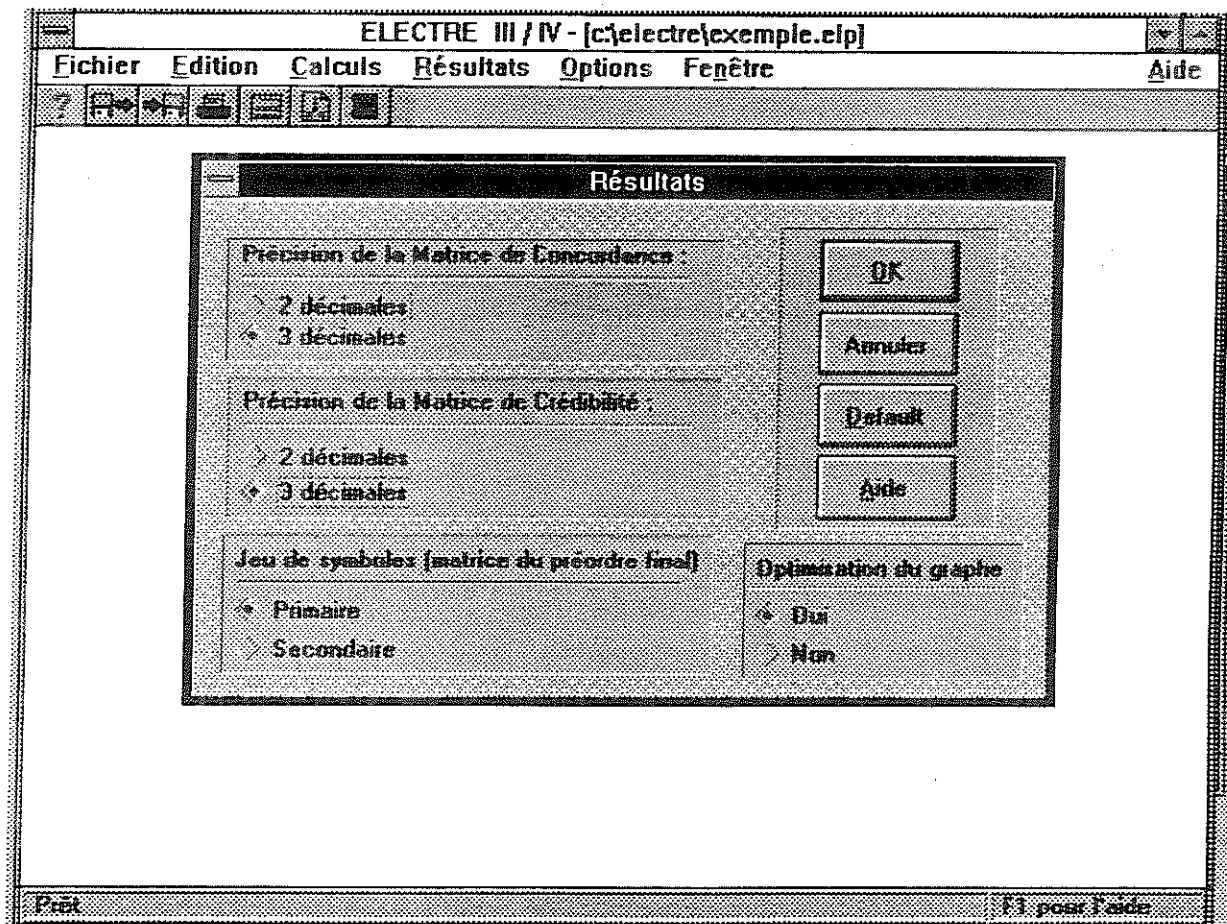 ELECTRE III / IV - [c:\electre\exemple.elp]
Fichier Edition Calculs Résultats Options Fenêtre Aide
?
Résultats
Précision de la Matrice de Concordance :
2 décimales
3 décimales
Précision de la Matrice de Crédibilité :
2 décimales
3 décimales
Jeu de symboles (matrice du préordre final)
Primaire
Secondaire
OK
Annuler
Default
Aide
Optimisation du graphe
Oui
Non
Prêt
F1 pour l'aide